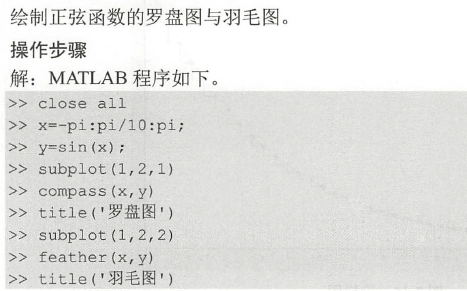 绘制正弦函数的罗盘图与羽毛图。
操作步骤
解：MATLAB 程序如下。
>> close all
>> x=-pi:pi/10:pi;
>> y=sin(x);
>> subplot(1,2,1)
>> compass(x,y)
>> title('罗盘图')
>> subplot(1,2,2)
>> feather(x,y)
>> title('羽毛图')